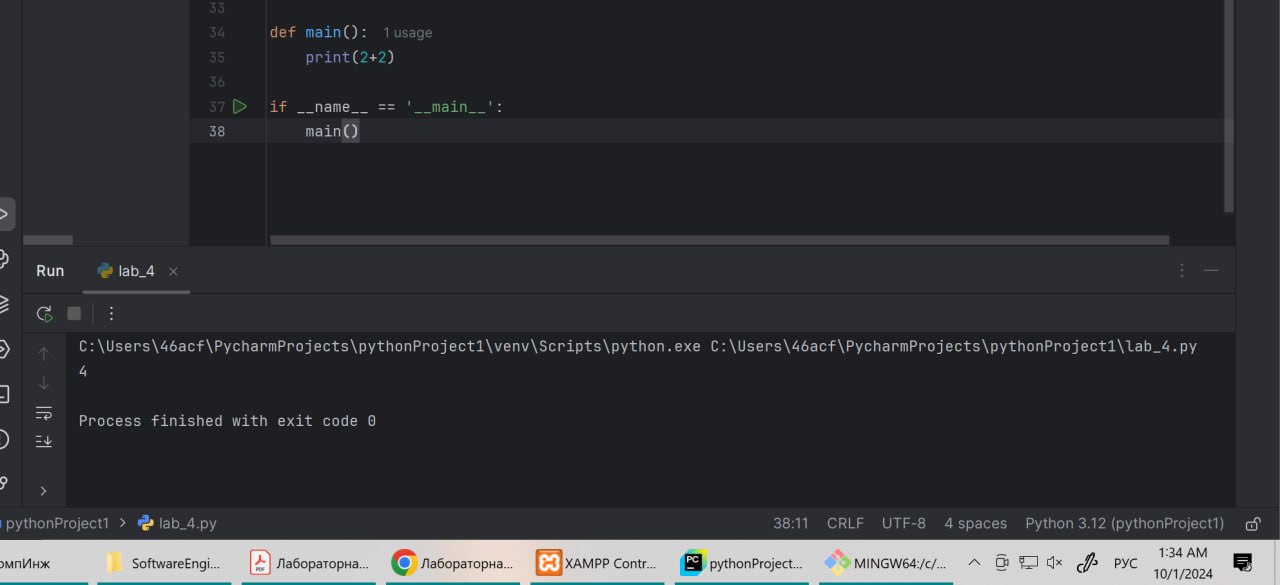 33
34 def main(): 1 usage
35 print(2+2)
36
37 if __name__ == '__main__':
38 main()
Run lab_4
C:\Users\46acf\PycharmProjects\pythonProject1\venv\Scripts\python.exe C:\Users\46acf\PycharmProjects\pythonProject1\lab_4.py
4
Process finished with exit code 0
pythonProject1 > lab_4.py 38:11 CRLF UTF-8 4 spaces Python 3.12 (pythonProject1)
омпИнж SoftwareEngi... Лабораторна... Лабораторна... XAMPP Contr... PC pythonProject... MINGW64:/c/... РУС 1:34 AM
10/1/2024